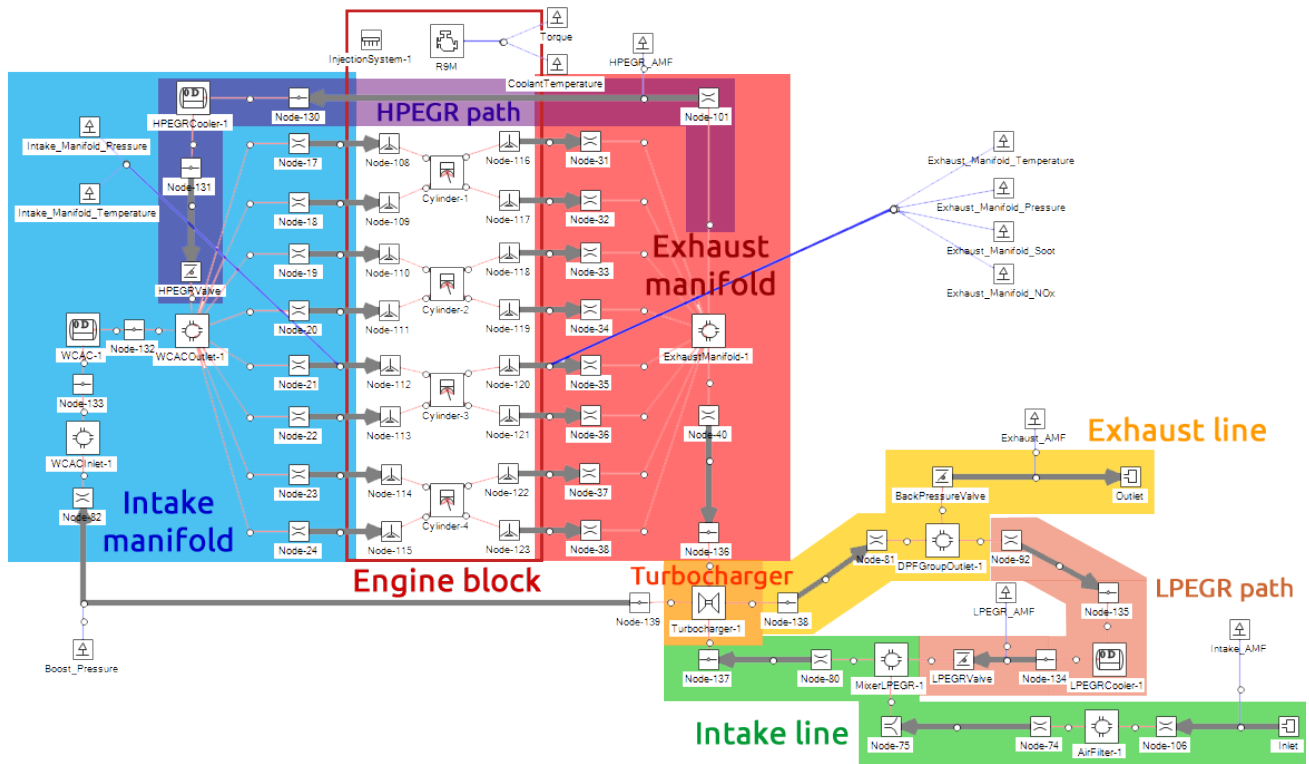 Torque
InjectionSystem-1
R9M
HPEGR_AMF
CoolantTemperature
HPEGRCooler-1
Node-130
HPEGR path
Node-101
Intake_Manifold_Pressure
Node-17
Node-108
Node-116
Node-31
Exhaust_Manifold_Temperature
Node-131
Cylinder-1
Intake_Manifold_Temperature
Node-18
Node-109
Node-117
Node-32
Exhaust_Manifold_Pressure
Exhaust
manifold
Node-19
Node-110
Node-118
Node-33
Exhaust_Manifold_Soot
HPEGRValve
Cylinder-2
Exhaust_Manifold_NOx
Node-20
Node-111
Node-119
Node-34
WCAC-1
Node-132
WCACOutlet-1
ExhaustManifold-1
Node-21
Node-112
Node-120
Node-35
Node-133
Cylinder-3
Node-22
Node-113
Node-121
Node-36
Node-40
Exhaust_AMF
Exhaust line
WCACInlet-1
Node-23
Node-114
Node-122
Node-37
BackPressureValve
Outlet
Intake
manifold
Node-82
Cylinder-4
Node-24
Node-115
Node-123
Node-38
Node-136
Node-81
DPFGroupOutlet-1
Node-92
Engine block
Turbocharger
LPEGR path
Node-139
Turbocharger-1
Node-138
LPEGR_AMF
Node-135
Boost_Pressure
Intake_AMF
Node-137
Node-80
MixerLPEGR-1
LPEGRValve
Node-134
LPEGRCooler-1
Intake line
Node-75
Node-74
AirFilter-1
Node-106
Inlet